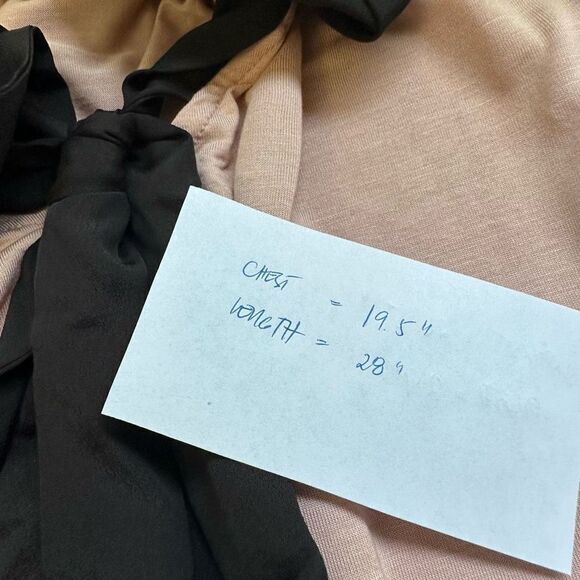 CHEST = 19.5"
LENGTH = 28"